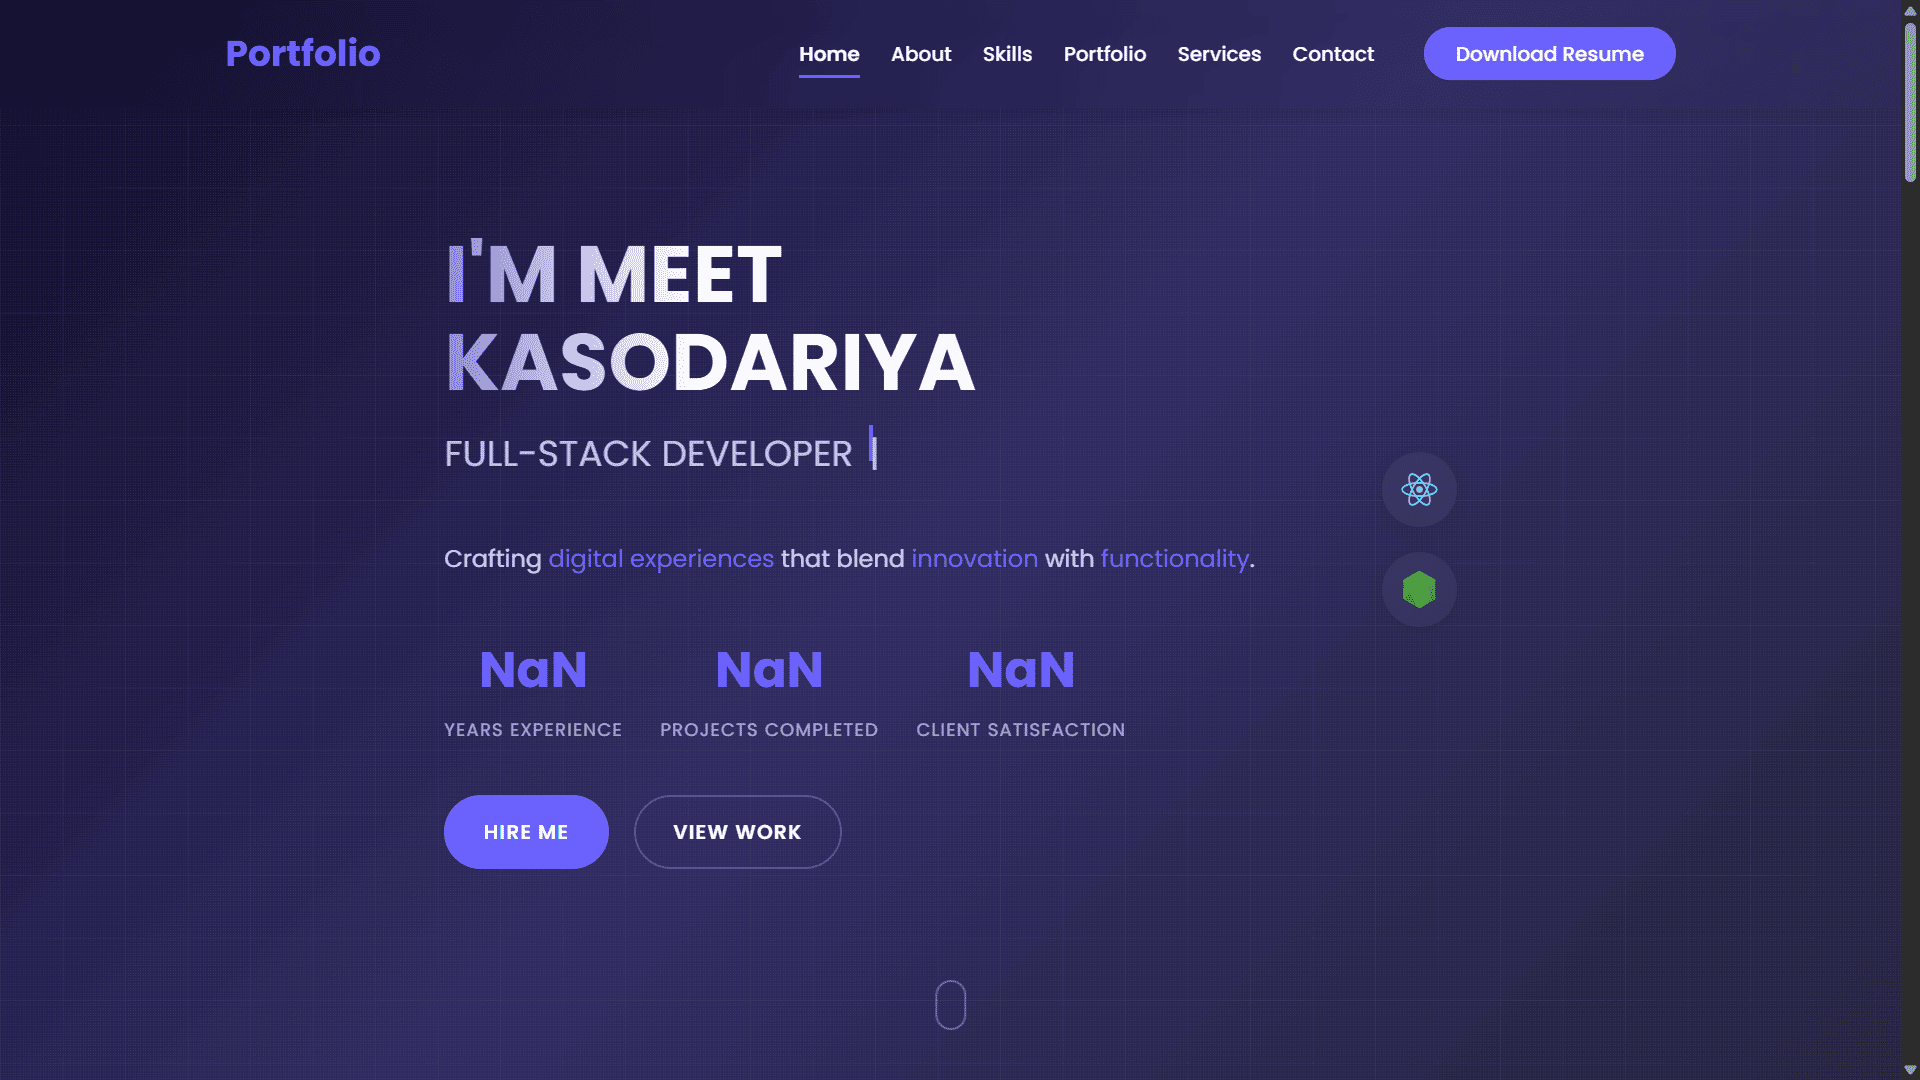 Portfolio
Home About Skills Portfolio Services Contact Download Resume
I'M MEET
KASODARIYA
FULL-STACK DEVELOPER |
Crafting digital experiences that blend innovation with functionality.
NaN NaN NaN
YEARS EXPERIENCE PROJECTS COMPLETED CLIENT SATISFACTION
HIRE ME VIEW WORK